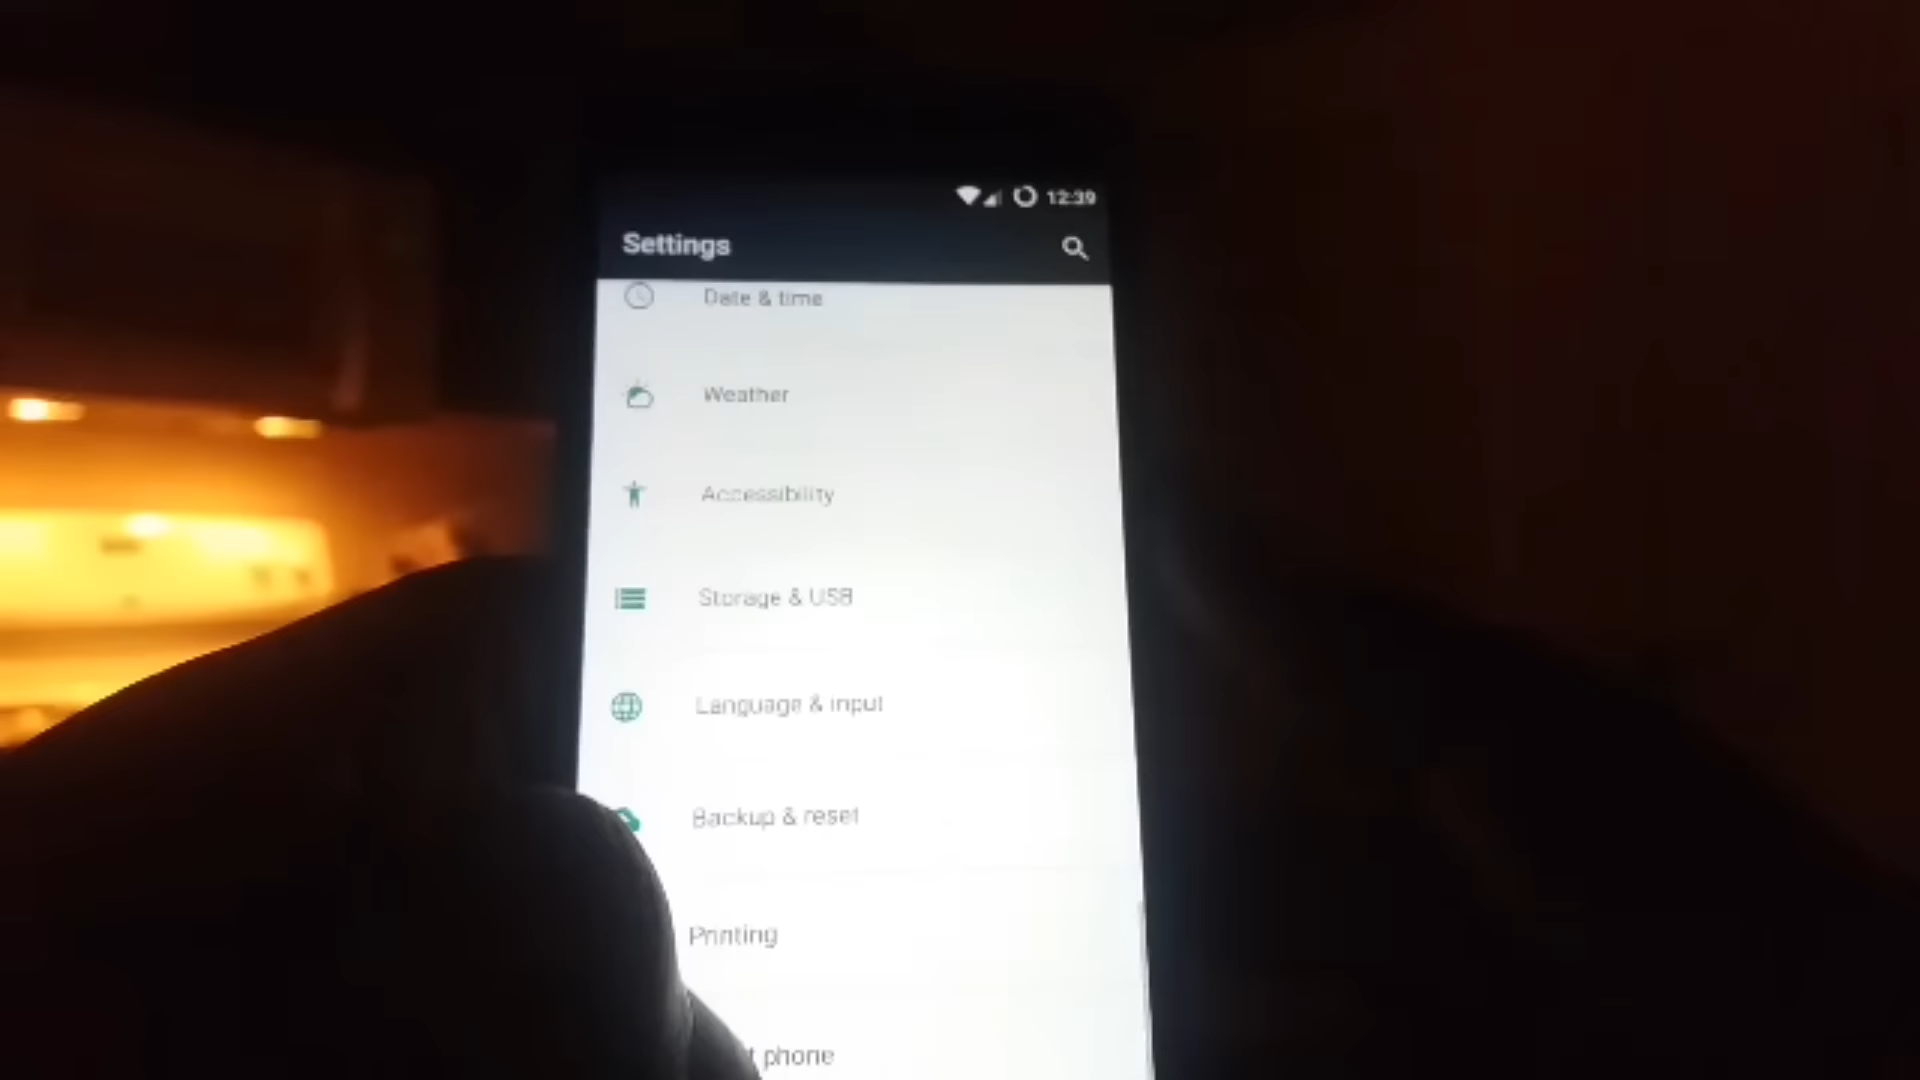 12:39
Settings
Date & time
Weather
Accessibility
Storage & USB
Language & input
Backup & reset
Printing
phone